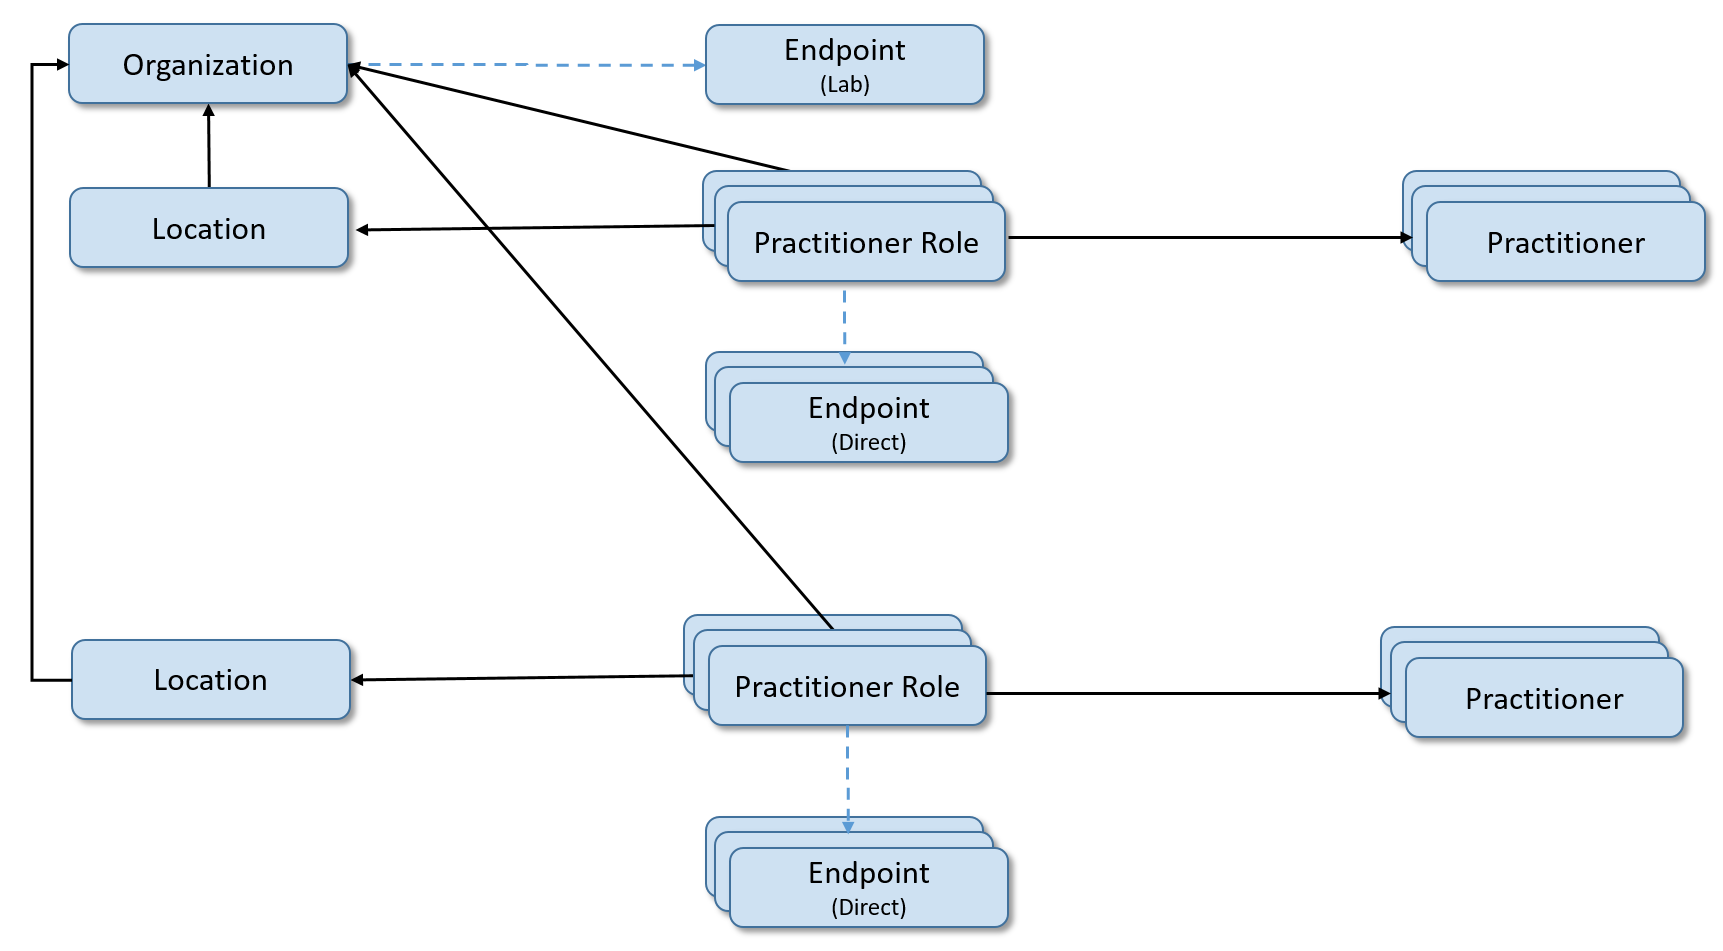 Organization
Endpoint
(Lab)
Location
Practitioner Role
Practitioner
Endpoint
(Direct)
Location
Practitioner Role
Practitioner
Endpoint
(Direct)